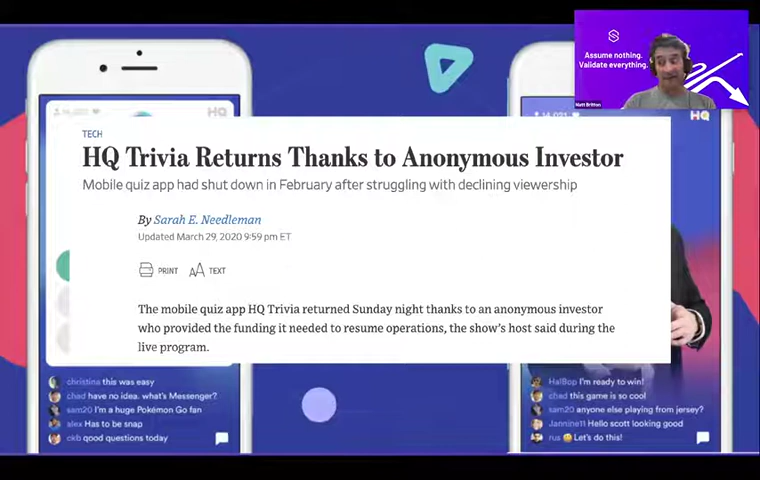 Assume nothing.
Validate everything.
Matt Britton
HQ
HQ
TECH
HQ Trivia Returns Thanks to Anonymous Investor
Mobile quiz app had shut down in February after struggling with declining viewership
By Sarah E. Needleman
Updated March 29, 2020 9:59 pm ET
PRINT
AA TEXT
The mobile quiz app HQ Trivia returned Sunday night thanks to an anonymous investor
who provided the funding it needed to resume operations, the show's host said during the
live program.
christina this was easy
chad have no idea. what's Messenger?
sam20 I'm a huge Pokémon Go fan
alex Has to be snap
ckb good questions today
HalBop I'm ready to win!
chad this game is so cool
sam20 anyone else playing from jersey?
Jannine11 Hello scott looking good
rus Let's do this!